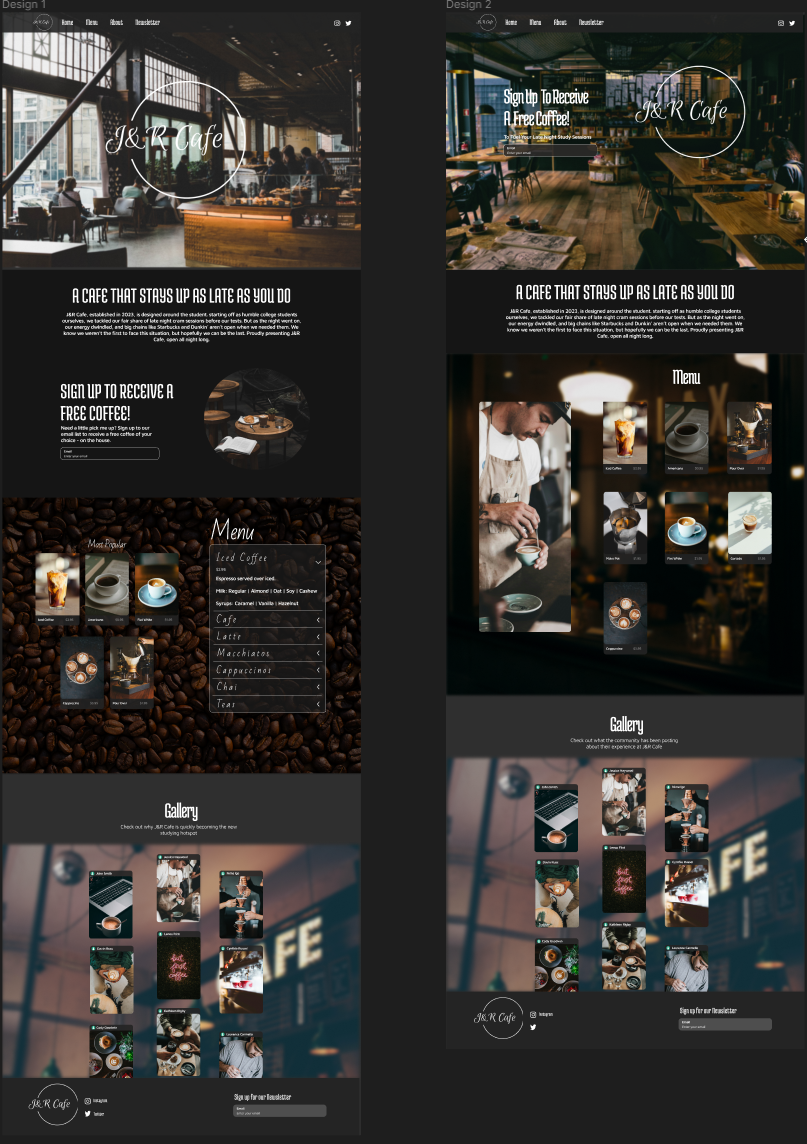 Design 1
J&R Cafe
Home Menu About Newsletter
J&R Cafe
A CAFE THAT STAYS UP AS LATE AS YOU DO
J&R Cafe, established in 2023, is designed around the student. starting off as humble college students
ourselves, we tackled our fair share of late night cram sessions before our tests. But as the night went on,
our energy dwindled, and big chains like Starbucks and Dunkin' aren't open when we needed them. We
know we weren't the first to face this situation, but hopefully we can be the last. Proudly presenting J&R
Cafe, open all night long.
SIGN UP TO RECEIVE A
FREE COFFEE!
Need a little pick me up? Sign up to our
email list to receive a free coffee of your
choice - on the house.
Email
Enter your email
Most Popular
Iced Coffee
Americano
Flat White
Cappuccino
Pour Over
Menu
Iced Coffee
$3.95
Espresso served over iced.
Milk: Regular | Almond | Oat | Soy | Cashew
Syrups: Caramel | Vanilla | Hazelnut
Cafe
Latte
Macchiatos
Cappuccinos
Chai
Teas
Gallery
Check out why J&R Cafe is quickly becoming the new
studying hotspot
John Smith
CAFE
but
first
coffee
J&R Cafe
Instagram
Twitter
Sign up for our Newsletter
Email
Enter your email
Design 2
J&R Cafe
Home Menu About Newsletter
Sign Up To Receive
A Free Coffee!
To Fuel Your Late Night Study Sessions
Email
Enter your email
J&R Cafe
A CAFE THAT STAYS UP AS LATE AS YOU DO
J&R Cafe, established in 2023, is designed around the student. starting off as humble college students
ourselves, we tackled our fair share of late night cram sessions before our tests. But as the night went on,
our energy dwindled, and big chains like Starbucks and Dunkin' aren't open when we needed them. We
know we weren't the first to face this situation, but hopefully we can be the last. Proudly presenting J&R
Cafe, open all night long.
Menu
Iced Coffee
Americano
Pour Over
Moka Pot
Flat White
Cappuccino
Gallery
Check out what the community has been posting
about their experience at J&R Cafe
CAFE
but
first
coffee
J&R Cafe
Instagram
Sign up for our Newsletter
Email
Enter your email